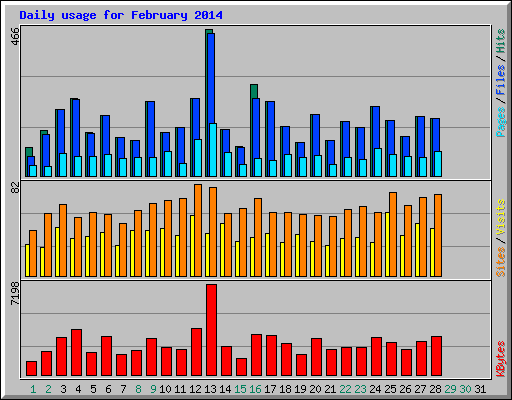 Daily usage for February 2014
466
Pages / Files / Hits
82
Sites / Visits
7198
KBytes
1 2 3 4 5 6 7 8 9 10 11 12 13 14 15 16 17 18 19 20 21 22 23 24 25 26 27 28 29 30 31